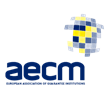 aecm
EUROPEAN ASSOCIATION OF GUARANTEE INSTITUTIONS